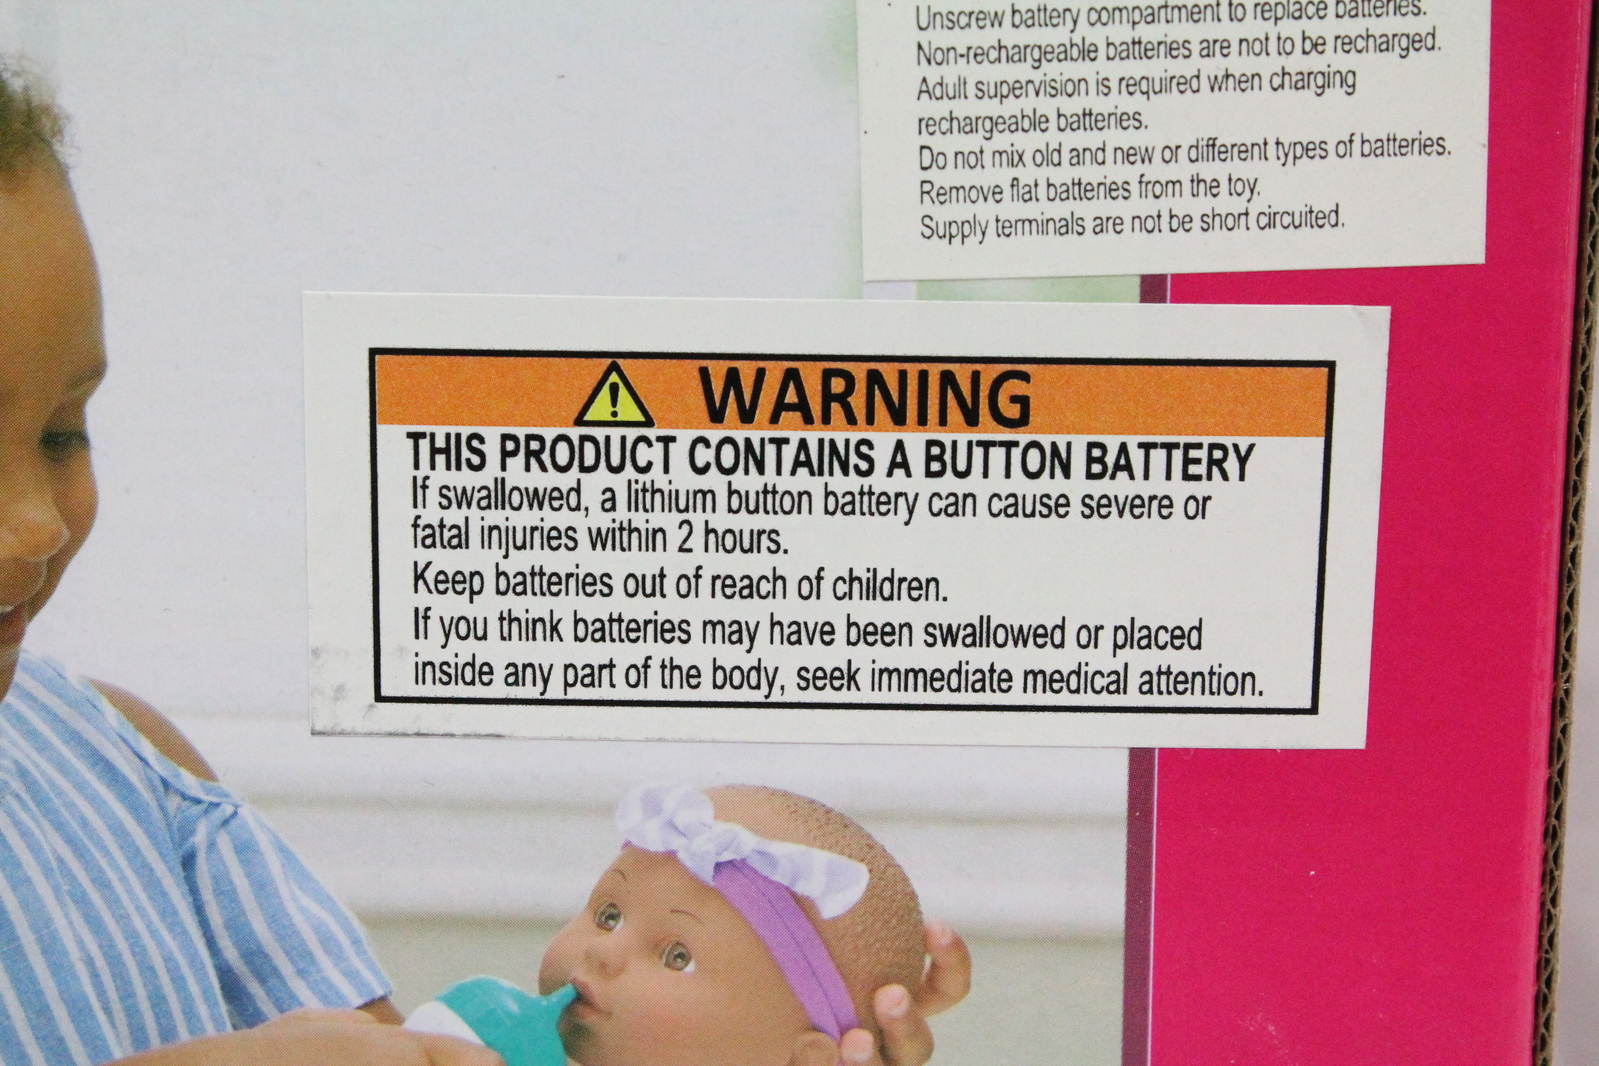 Unscrew battery compartment to replace batteries.
Non-rechargeable batteries are not to be recharged.
Adult supervision is required when charging
rechargeable batteries.
Do not mix old and new or different types of batteries.
Remove flat batteries from the toy.
Supply terminals are not be short circuited.
WARNING
THIS PRODUCT CONTAINS A BUTTON BATTERY
If swallowed, a lithium button battery can cause severe or
fatal injuries within 2 hours.
Keep batteries out of reach of children.
If you think batteries may have been swallowed or placed
inside any part of the body, seek immediate medical attention.